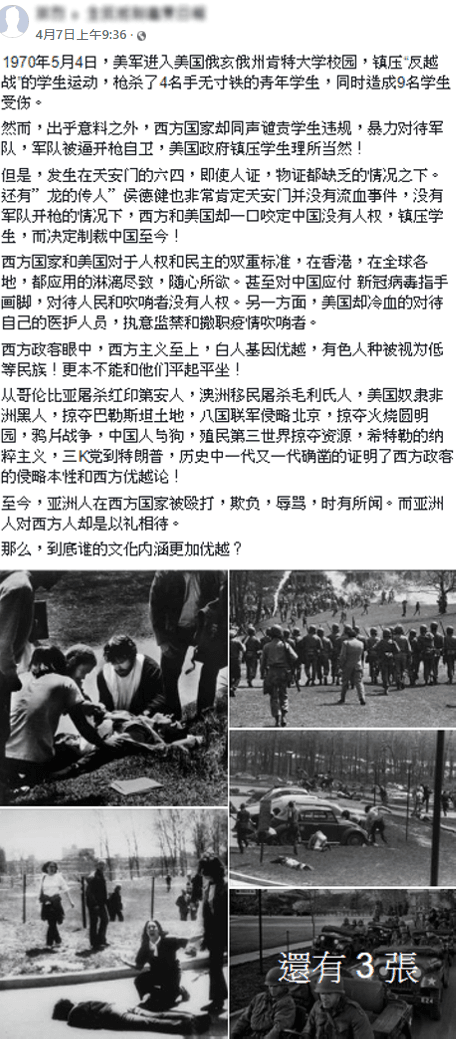 4月7日上午9:36 ·
1970年5月4日，美军进入美国俄亥俄州肯特大学校园，镇压“反越
战”的学生运动，枪杀了4名手无寸铁的青年学生，同时造成9名学生
受伤。
然而，出乎意料之外，西方国家却同声谴责学生违规，暴力对待军
队，军队被逼开枪自卫，美国政府镇压学生理所当然！
但是，发生在天安门的六四，即使人证，物证都缺乏的情况之下。
还有”龙的传人”侯德健也非常肯定天安门并没有流血事件，没有
军队开枪的情况下，西方和美国却一口咬定中国没有人权，镇压学
生，而决定制裁中国至今！
西方国家和美国对于人权和民主的双重标准，在香港，在全球各
地，都应用的淋漓尽致，随心所欲。甚至对中国应付 新冠病毒指手
画脚，对待人民和吹哨者没有人权。另一方面，美国却冷血的对待
自己的医护人员，执意监禁和撤职疫情吹哨者。
西方政客眼中，西方主义至上，白人基因优越，有色人种被视为低
等民族！更本不能和他们平起平坐！
从哥伦比亚屠杀红印第安人，澳洲移民屠杀毛利氏人，美国奴隶非
洲黑人，掠夺巴勒斯坦土地，八国联军侵略北京，掠夺火烧圆明
园，鸦片战争，中国人与狗，殖民第三世界掠夺资源，希特勒的纳
粹主义，三K党到特朗普，历史中一代又一代确凿的证明了西方政客
的侵略本性和西方优越论！
至今，亚洲人在西方国家被殴打，欺负，辱骂，时有所闻。而亚洲
人对西方人却是以礼相待。
那么，到底谁的文化内涵更加优越？
還有 3 張